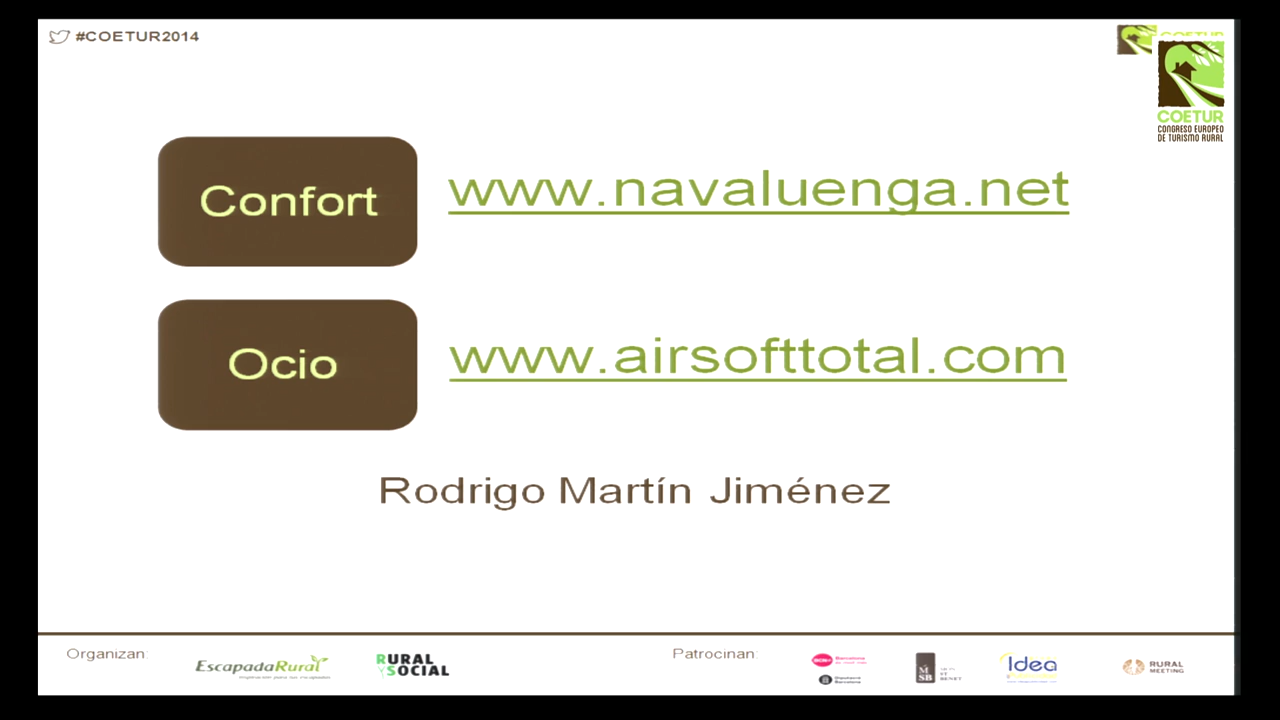 #COETUR2014
COETUR
COETUR
CONGRESO EUROPEO
DE TURISMO RURAL
Confort
www.navaluenga.net
Ocio
www.airsofttotal.com
Rodrigo Martín Jiménez
Organizan:
EscapadaRural
RURAL
SOCIAL
Patrocinan:
Barcelona
Diputació
Barcelona
M
SB
Idea
RURAL
MEETING